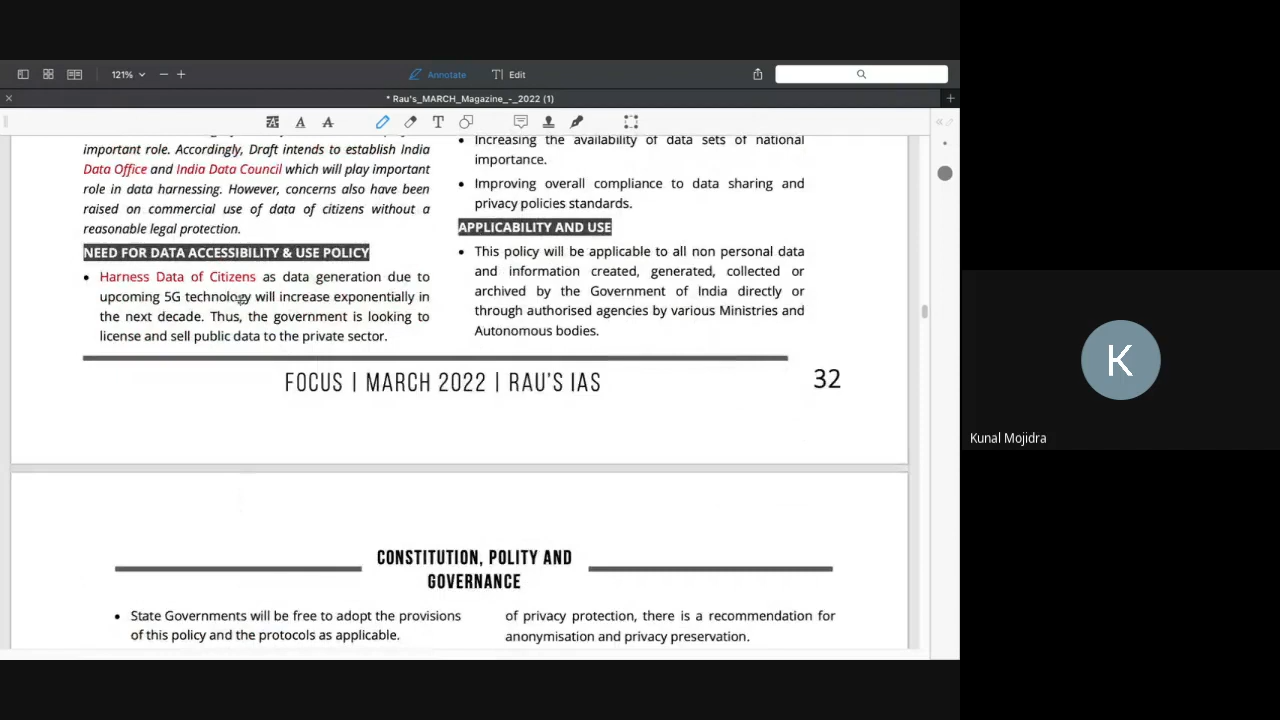 121%
Annotate
Edit
* Rau's_MARCH_Magazine_-_2022 (1)
important role. Accordingly, Draft intends to establish India
Data Office and India Data Council which will play important
role in data harnessing. However, concerns also have been
raised on commercial use of data of citizens without a
reasonable legal protection.
NEED FOR DATA ACCESSIBILITY & USE POLICY
• Harness Data of Citizens as data generation due to
upcoming 5G technology will increase exponentially in
the next decade. Thus, the government is looking to
license and sell public data to the private sector.
• Increasing the availability of data sets of national
importance.
• Improving overall compliance to data sharing and
privacy policies standards.
APPLICABILITY AND USE
• This policy will be applicable to all non personal data
and information created, generated, collected or
archived by the Government of India directly or
through authorised agencies by various Ministries and
Autonomous bodies.
FOCUS | MARCH 2022 | RAU'S IAS
32
CONSTITUTION, POLITY AND
GOVERNANCE
• State Governments will be free to adopt the provisions
of this policy and the protocols as applicable.
of privacy protection, there is a recommendation for
anonymisation and privacy preservation.
K
Kunal Mojidra